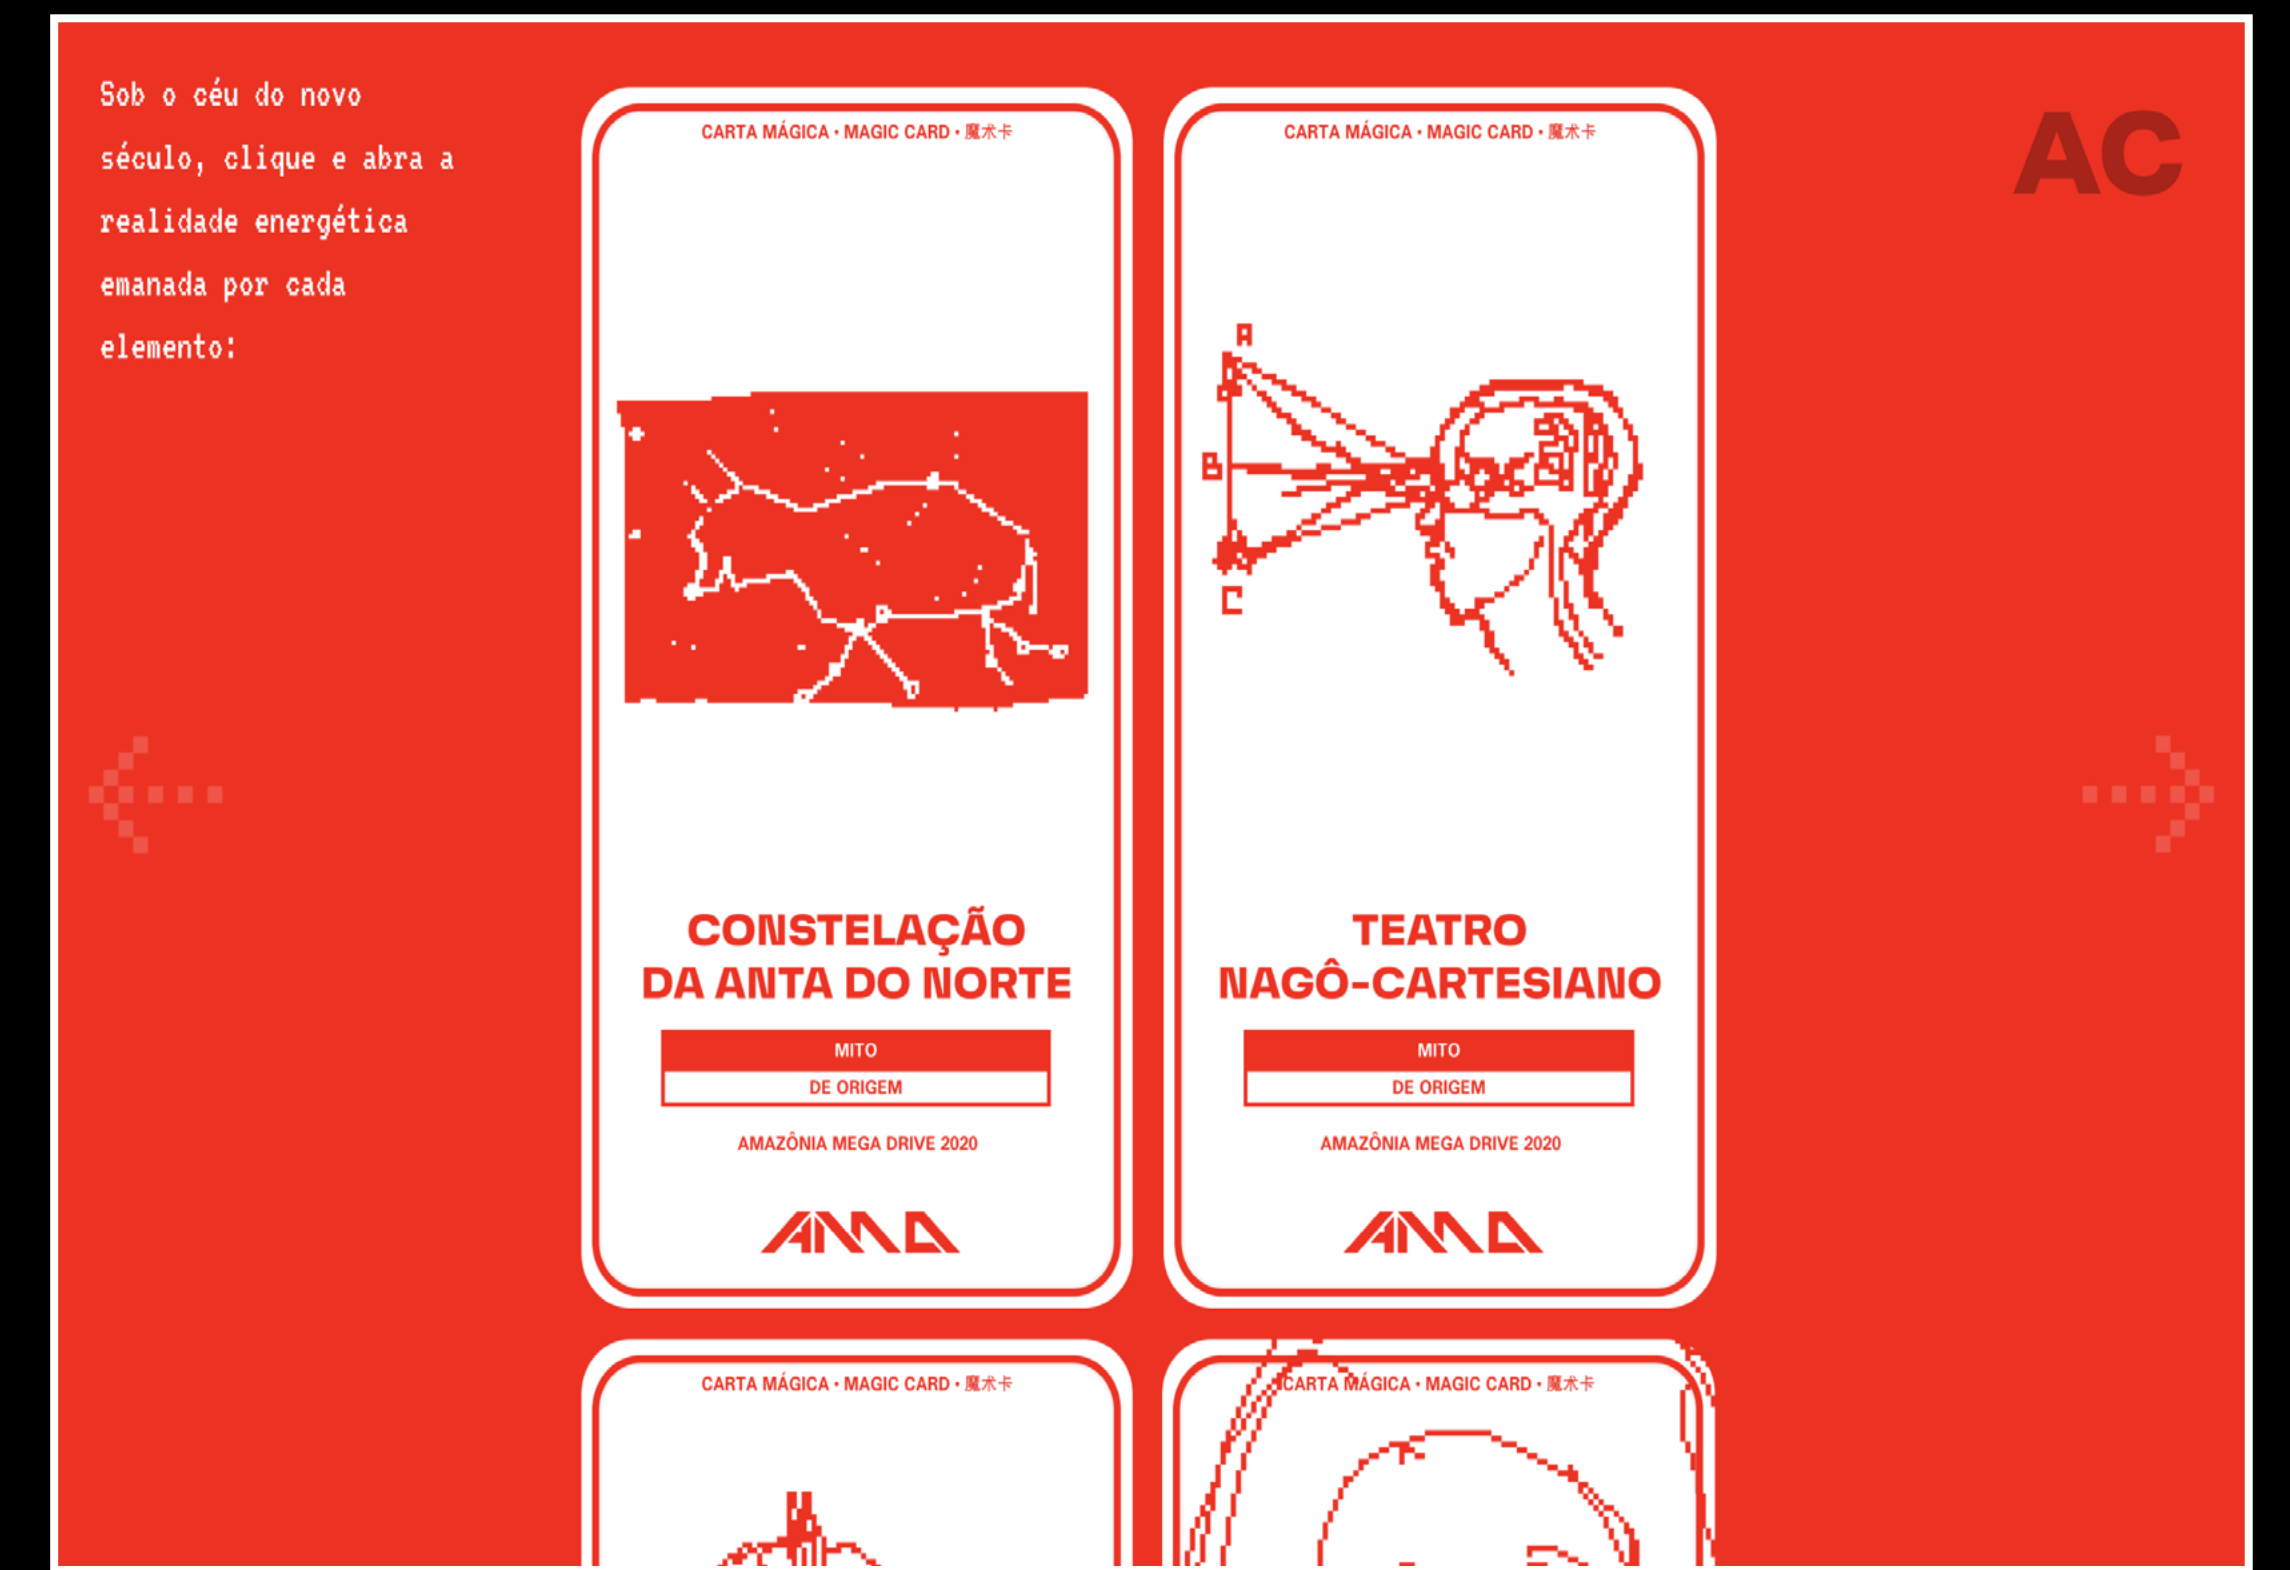 Sob o céu do novo
século, clique e abra a
realidade energética
emanada por cada
elemento:
AC
CARTA MÁGICA • MAGIC CARD • 魔术卡
CONSTELAÇÃO
DA ANTA DO NORTE
MITO
DE ORIGEM
AMAZÔNIA MEGA DRIVE 2020
AMD
CARTA MÁGICA • MAGIC CARD • 魔术卡
A
B
C
TEATRO
NAGÔ-CARTESIANO
MITO
DE ORIGEM
AMAZÔNIA MEGA DRIVE 2020
AMD
CARTA MÁGICA • MAGIC CARD • 魔术卡
CARTA MÁGICA • MAGIC CARD • 魔术卡